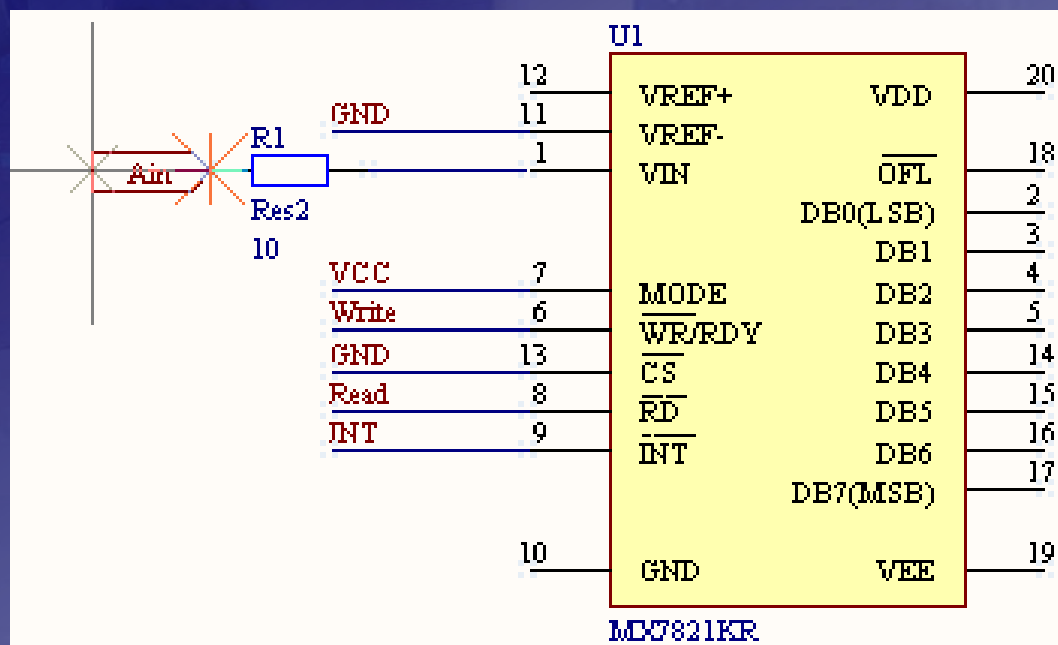 U1
12
VREF+
VDD
20
GND
11
VREF-
R1
1
VIN
OFL
18
Ain
Res2
DB0(LSB)
2
10
DB1
3
VCC
7
MODE
DB2
4
Write
6
WR/RDY
DB3
5
GND
13
CS
DB4
14
Read
8
RD
DB5
15
INT
9
INT
DB6
16
DB7(MSB)
17
10
GND
VEE
19
MX7821KR